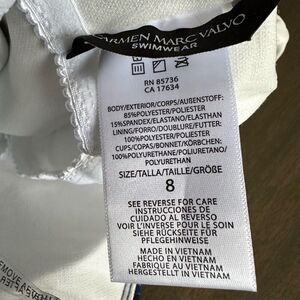 CARMEN MARC VALVO
SWIMWEAR
RN 85736
CA 17634
BODY/EXTERIOR/CORPS/AUßENSTOFF:
85%POLYESTER/POLIESTER
15%SPANDEX/ELASTANO/ELASTHAN
LINING/FORRO/DOUBLURE/FUTTER:
100%POLYESTER/POLIESTER
CUPS/COPAS/BONNET/KÖRBCHEN:
100%POLYURETHANE/POLIURETANO/
POLYURETHAN
SIZE/TALLA/TAILLE/GRÖßE
8
SEE REVERSE FOR CARE
INSTRUCCIONES DE
CUIDADO AL REVERSO
VOIR L'INVERSE POUR LE SOIN
SIEHE RÜCKSEITE FÜR
PFLEGEHINWEISE
MADE IN VIETNAM
HECHO EN VIETNAM
FABRIQUE AU VIETNAM
HERGESTELLT IN VIETNAM
REMOVE